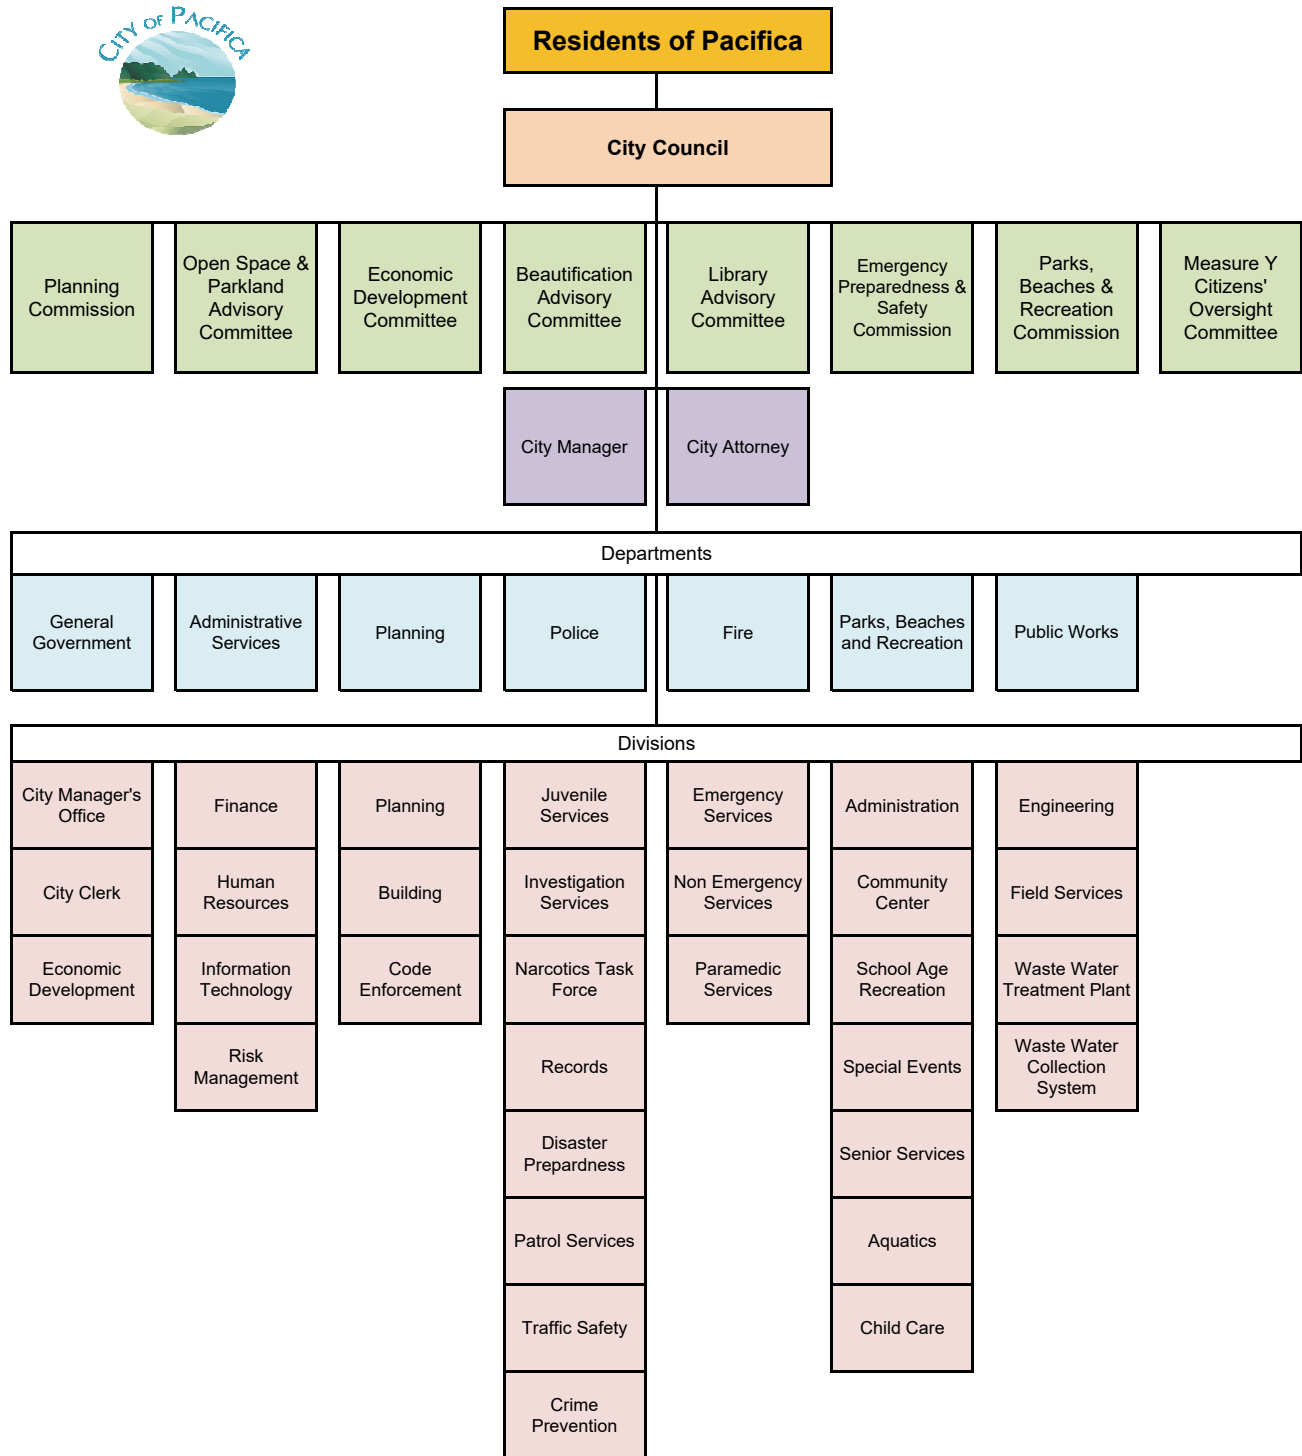 CITY OF PACIFICA
Residents of Pacifica
City Council
Planning
Commission
Open Space &
Parkland
Advisory
Committee
Economic
Development
Committee
Beautification
Advisory
Committee
Library
Advisory
Committee
Emergency
Preparedness &
Safety
Commission
Parks,
Beaches &
Recreation
Commission
Measure Y
Citizens'
Oversight
Committee
City Manager
City Attorney
Departments
General
Government
Administrative
Services
Planning
Police
Fire
Parks, Beaches
and Recreation
Public Works
Divisions
City Manager's
Office
Finance
Planning
Juvenile
Services
Emergency
Services
Administration
Engineering
City Clerk
Human
Resources
Building
Investigation
Services
Non Emergency
Services
Community
Center
Field Services
Economic
Development
Information
Technology
Code
Enforcement
Narcotics Task
Force
Paramedic
Services
School Age
Recreation
Waste Water
Treatment Plant
Risk
Management
Records
Special Events
Waste Water
Collection
System
Disaster
Prepardness
Senior Services
Patrol Services
Aquatics
Traffic Safety
Child Care
Crime
Prevention